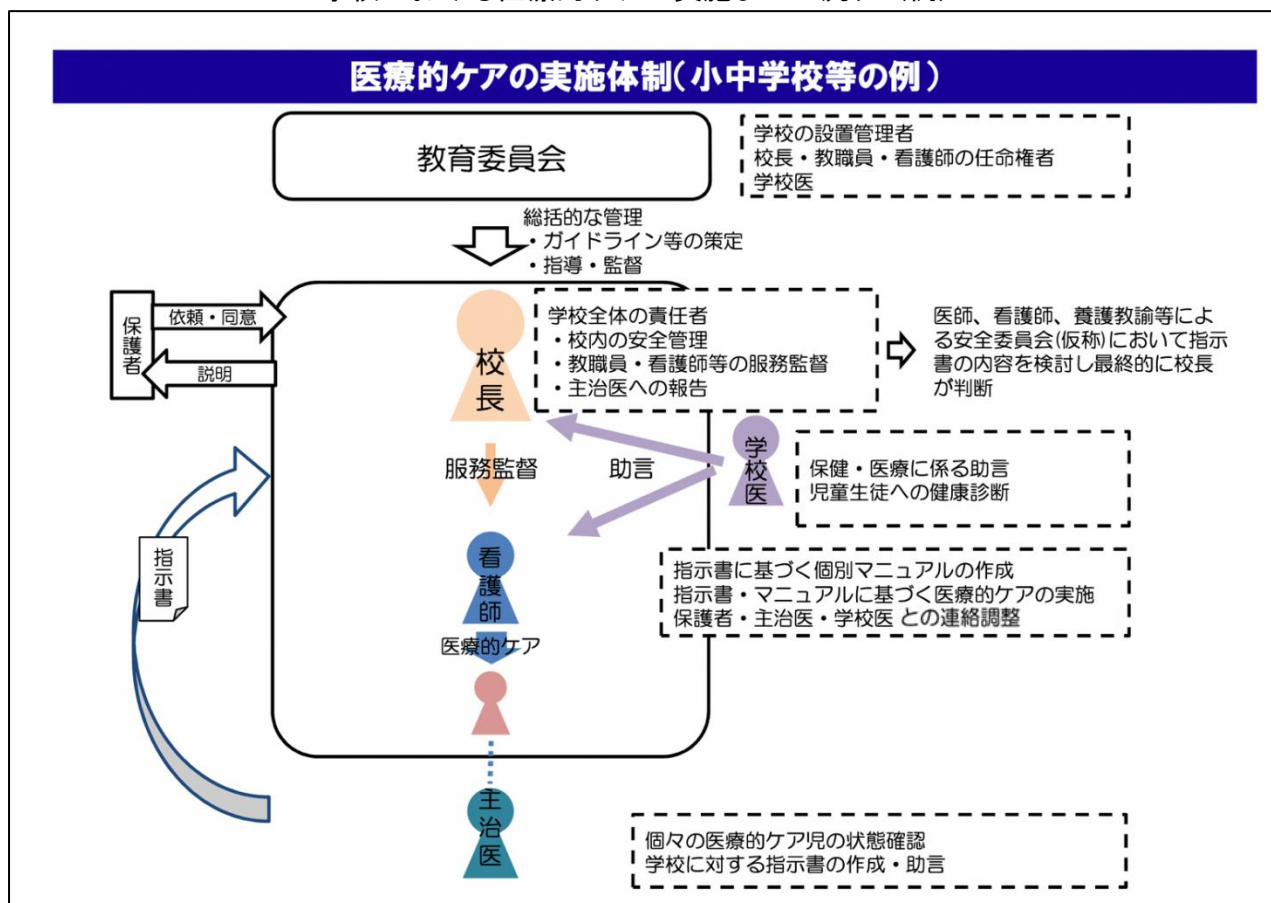 医療的ケアの実施体制(小中学校等の例)
教育委員会
学校の設置管理者
校長・教職員・看護師の任命権者
学校医
総括的な管理
・ガイドライン等の策定
・指導・監督
保護者
依頼・同意
説明
校長
学校全体の責任者
・校内の安全管理
・教職員・看護師等の服務監督
・主治医への報告
医師、看護師、養護教諭等によ
る安全委員会(仮称)において指示
書の内容を検討し最終的に校長
が判断
服務監督
助言
学校医
保健・医療に係る助言
児童生徒への健康診断
指示書
看護師
指示書に基づく個別マニュアルの作成
指示書・マニュアルに基づく医療的ケアの実施
保護者・主治医・学校医 との連絡調整
医療的ケア
主治医
個々の医療的ケア児の状態確認
学校に対する指示書の作成・助言